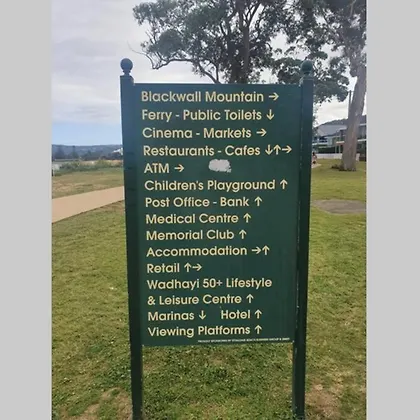 Blackwall Mountain →
Ferry - Public Toilets ↓
Cinema - Markets →
Restaurants - Cafes ↓↑→
ATM →
Children's Playground ↑
Post Office - Bank ↑
Medical Centre ↑
Memorial Club ↑
Accommodation →↑
Retail ↑→
Wadhayi 50+ Lifestyle
& Leisure Centre ↑
Marinas ↓ Hotel ↑
Viewing Platforms ↑